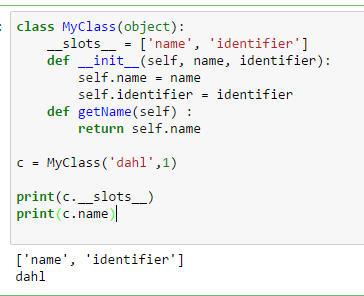 class MyClass(object):
    __slots__ = ['name', 'identifier']
    def __init__(self, name, identifier):
        self.name = name
        self.identifier = identifier
    def getName(self) :
        return self.name

c = MyClass('dahl',1)

print(c.__slots__)
print(c.name)

['name', 'identifier']
dahl